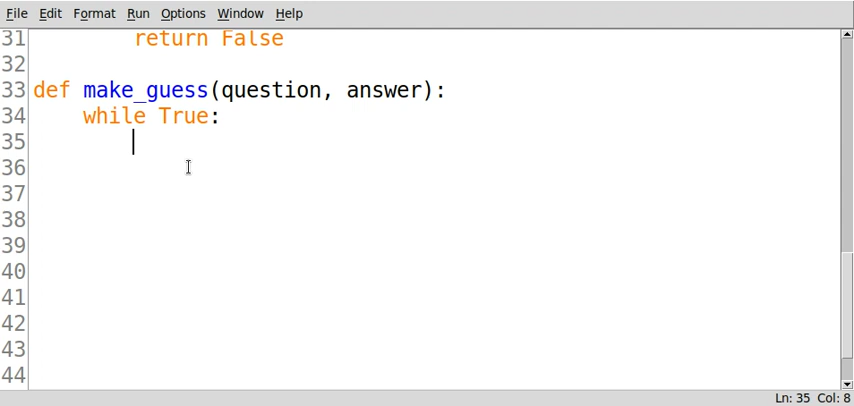 File Edit Format Run Options Window Help
31 return False
32
33 def make_guess(question, answer):
34 while True:
35
36
37
38
39
40
41
42
43
44
Ln: 35 Col: 8